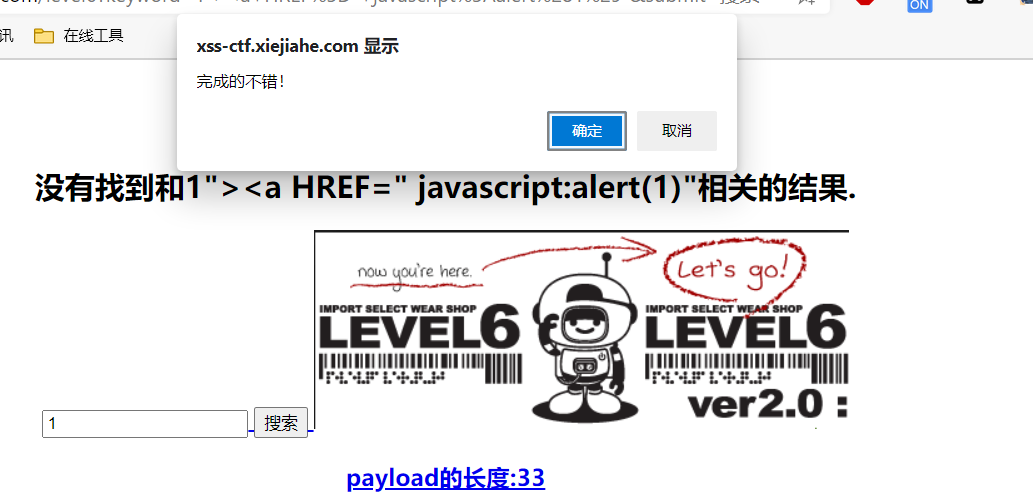 讯 在线工具 ON
xss-ctf.xiejiahe.com 显示
完成的不错!
确定 取消
没有找到和1"><a HREF=" javascript:alert(1)"相关的结果.
now you're here. Let's go!
IMPORT SELECT WEAR SHOP IMPORT SELECT WEAR SHOP
LEVEL6 LEVEL6
ver2.0 :
1 搜索
payload的长度:33